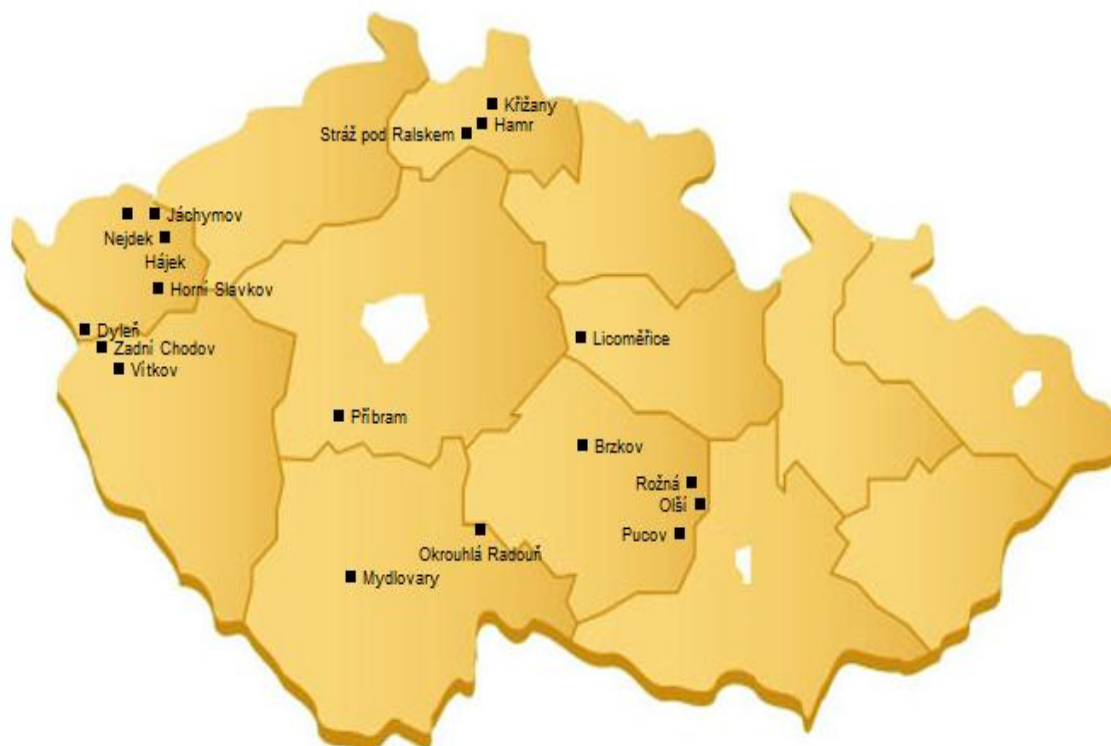 Křižany
Hamr
Stráž pod Ralskem
Jáchymov
Nejdek
Hájek
Horní Slavkov
Dyleň
Zadní Chodov
Vítkov
Licoměřice
Příbram
Brzkov
Rožná
Olší
Pucov
Okrouhlá Radouň
Mydlovary